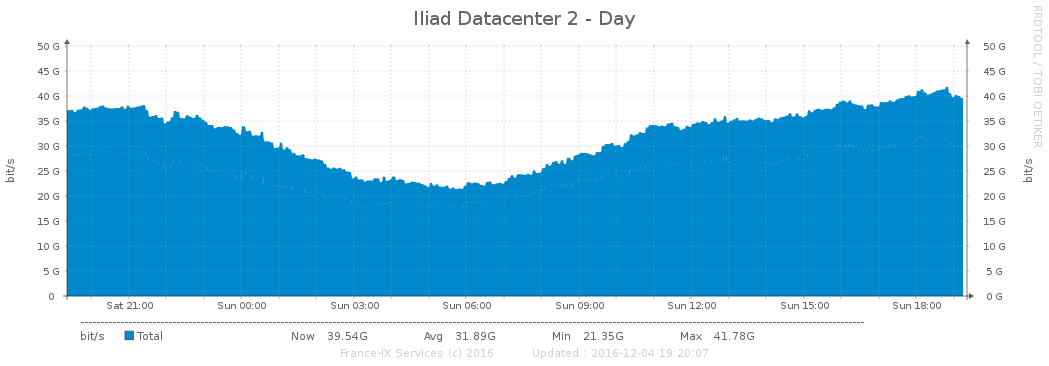 Iliad Datacenter 2 - Day
RRDTOOL / TOBI OETIKER
50 G 50 G
45 G 45 G
40 G 40 G
35 G 35 G
30 G 30 G
25 G 25 G
20 G 20 G
15 G 15 G
10 G 10 G
5 G 5 G
0 0 G
bit/s
bit/s
Sat 21:00 Sun 00:00 Sun 03:00 Sun 06:00 Sun 09:00 Sun 12:00 Sun 15:00 Sun 18:00
bit/s Total Now 39.54G Avg 31.89G Min 21.35G Max 41.78G
France-IX Services (c) 2016 Updated : 2016-12-04 19:20:07